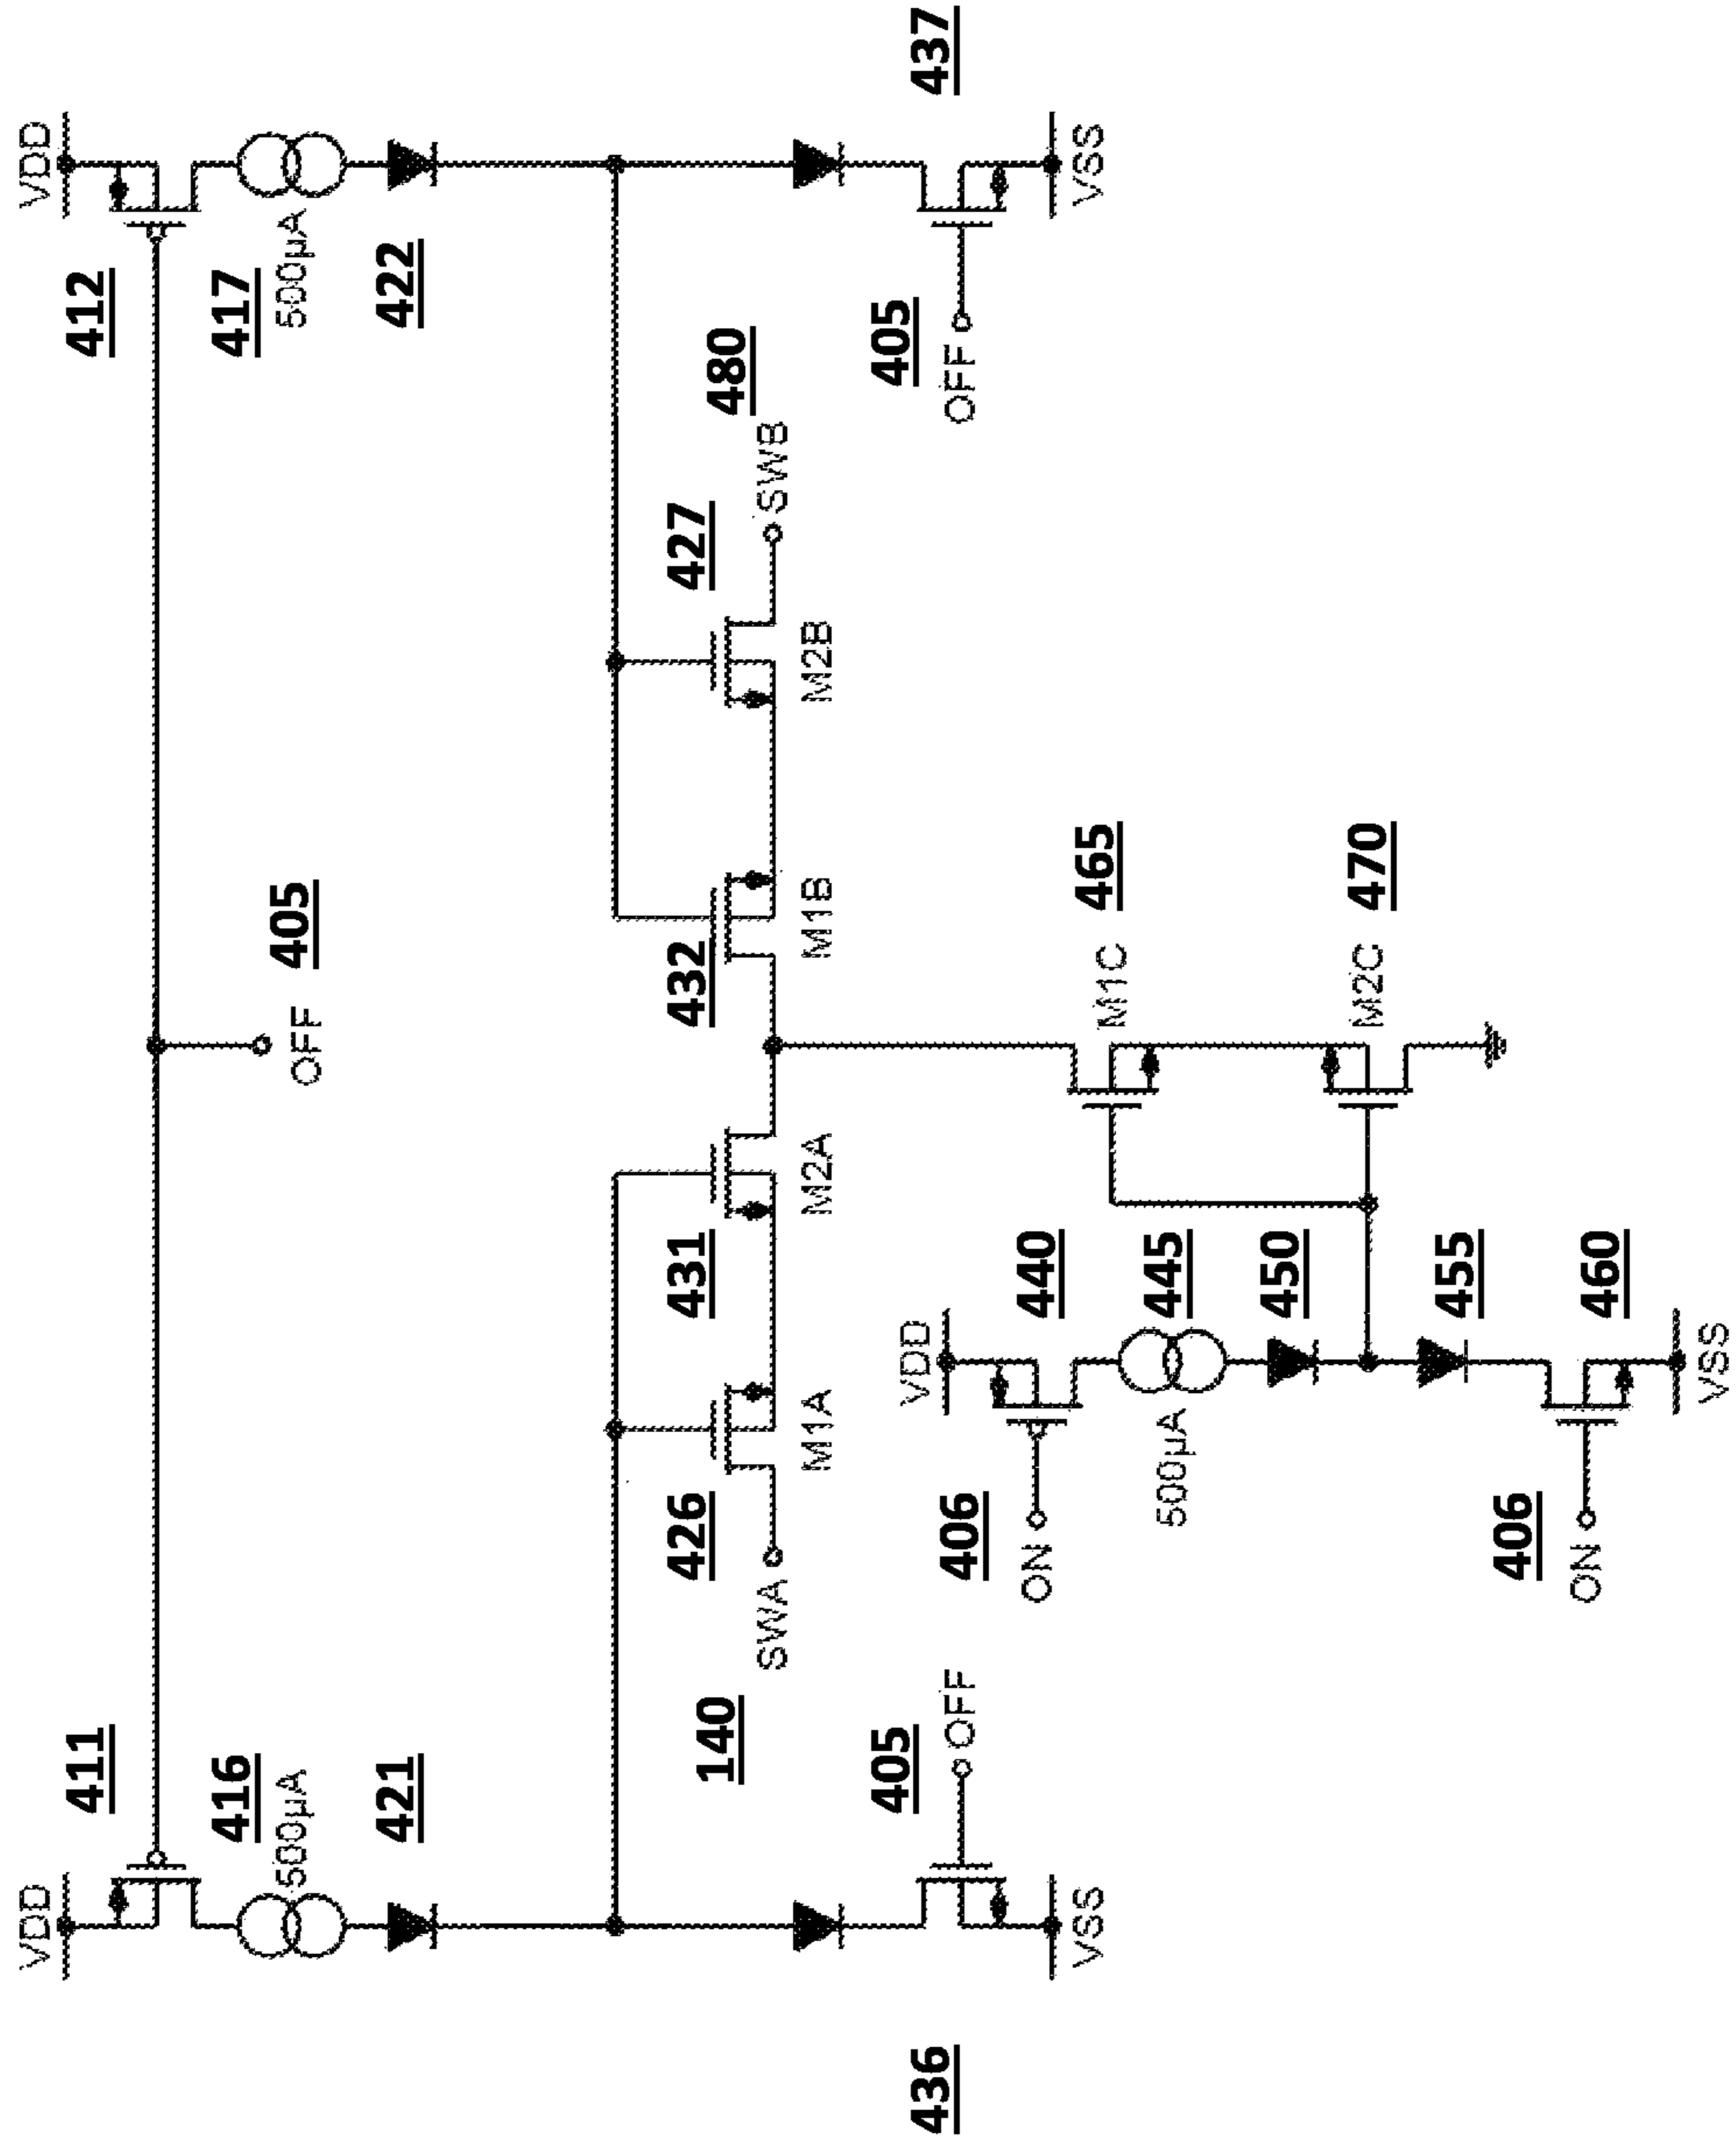 VDD
VDD
411
412
416
500µA
417
500µA
OFF 405
421
422
426
431
432
427
140
480
SWA
SWB
M1A
M2A
M1B
M2B
436
405
OFF
VDD
405
OFF
437
406
ON
440
VSS
VSS
M1C 465
500µA
445
450
M2C 470
455
406
ON
460
VSS